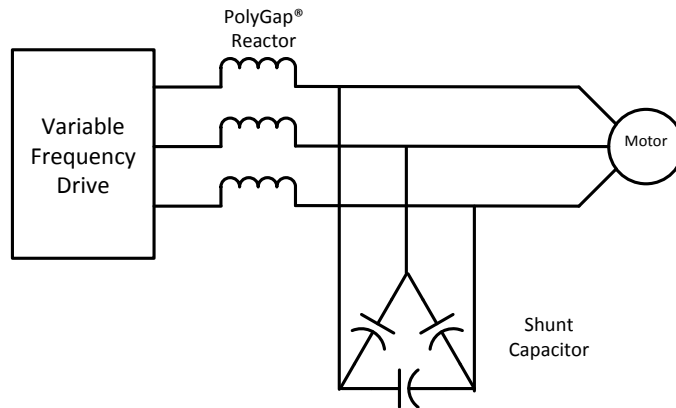 PolyGap®
Reactor
Variable
Frequency
Drive
Motor
Shunt
Capacitor